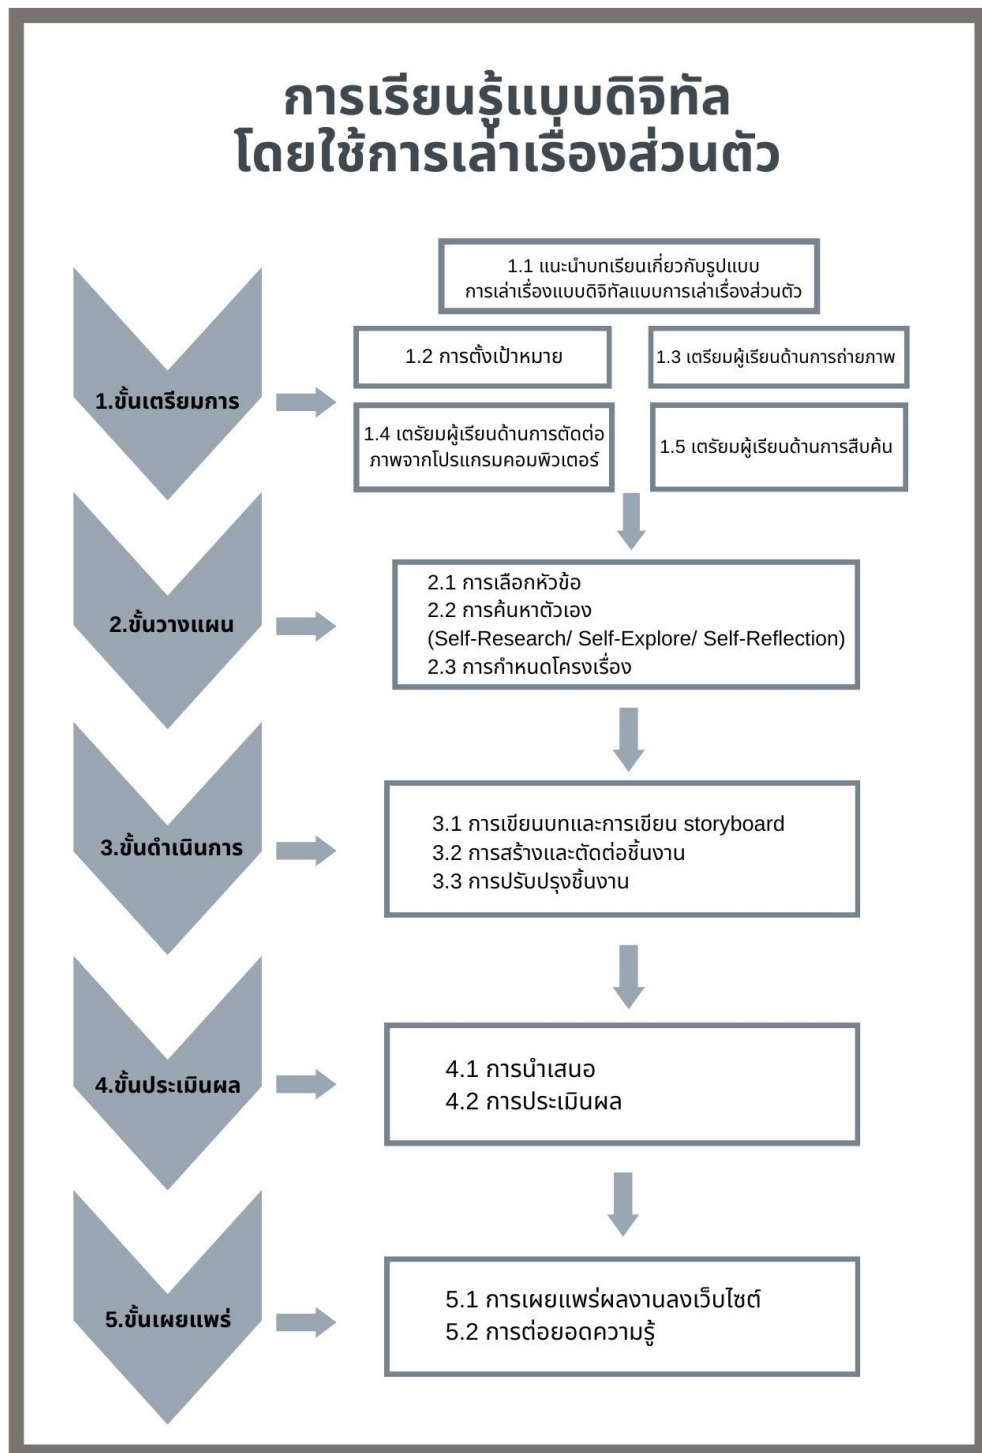 การเรียนรู้แบบดิจิทัล
โดยใช้การเล่าเรื่องส่วนตัว
1.1 แนะนำบทเรียนเกี่ยวกับรูปแบบ
การเล่าเรื่องแบบดิจิทัลแบบการเล่าเรื่องส่วนตัว
1.ขั้นเตรียมการ
1.2 การตั้งเป้าหมาย
1.3 เตรียมผู้เรียนด้านการถ่ายภาพ
1.4 เตรัยมผู้เรียนด้านการตัดต่อ
ภาพจากโปรแกรมคอมพิวเตอร์
1.5 เตรัยมผู้เรียนด้านการสืบค้น
2.ขั้นวางแผน
2.1 การเลือกหัวข้อ
2.2 การค้นหาตัวเอง
(Self-Research/ Self-Explore/ Self-Reflection)
2.3 การกำหนดโครงเรื่อง
3.ขั้นดำเนินการ
3.1 การเขียนบทและการเขียน storyboard
3.2 การสร้างและตัดต่อชิ้นงาน
3.3 การปรับปรุงชิ้นงาน
4.ขั้นประเมินผล
4.1 การนำเสนอ
4.2 การประเมินผล
5.ขั้นเผยแพร่
5.1 การเผยแพร่ผลงานลงเว็บไซต์
5.2 การต่อยอดความรู้